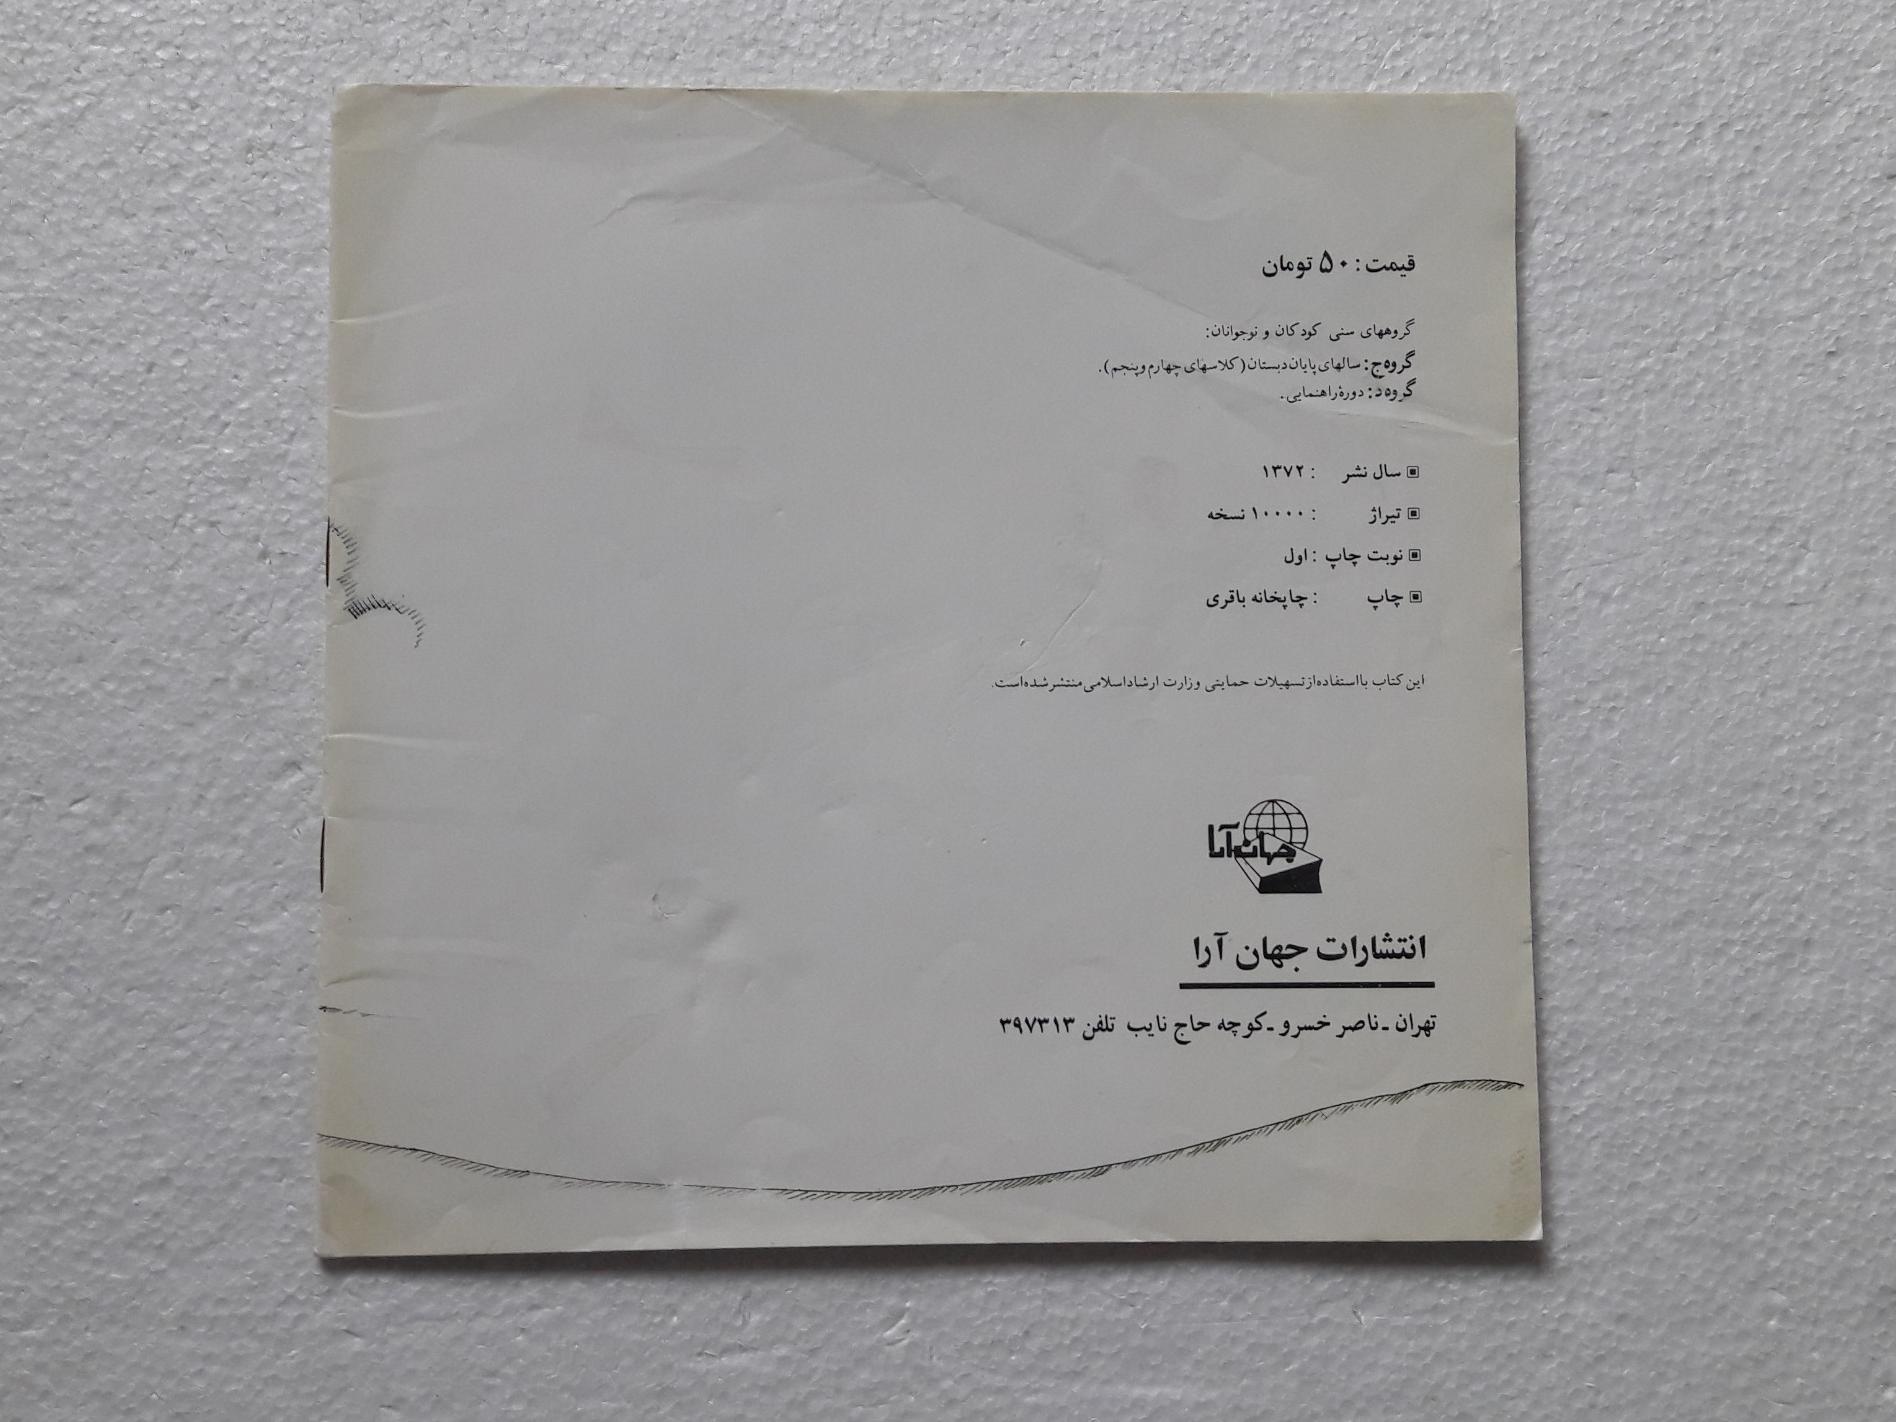 قیمت: ۵۰ تومان
گروههای سنی کودکان و نوجوانان:
گروه ج: سالهای پایان دبستان (کلاسهای چهارم و پنجم).
گروه د: دورهٔ راهنمایی.
سال نشر : ۱۳۷۲
تیراژ : ۱۰۰۰۰ نسخه
نوبت چاپ : اول
چاپ : چاپخانه باقری
این کتاب با استفاده از تسهیلات حمایتی وزارت ارشاد اسلامی منتشر شده است.
جهان آرا
انتشارات جهان آرا
تهران ـ ناصر خسرو ـ کوچه حاج نایب تلفن ۳۹۷۳۱۳